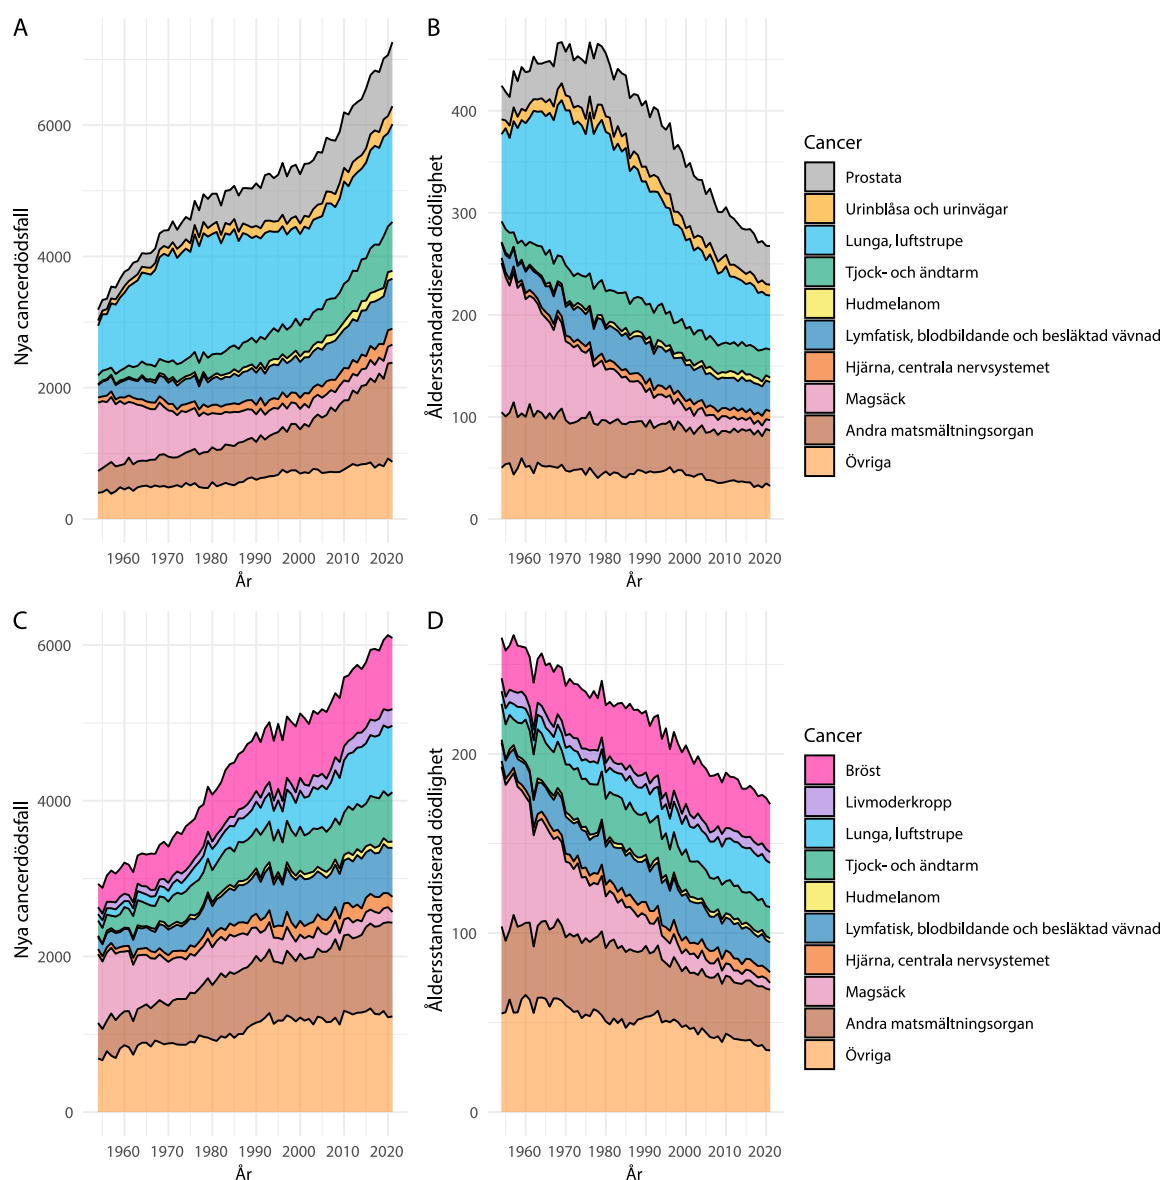 A
Nya cancerdödsfall
6000
4000
2000
0
1960 1970 1980 1990 2000 2010 2020
År
B
Åldersstandardiserad dödlighet
400
300
200
100
0
1960 1970 1980 1990 2000 2010 2020
År
Cancer
Prostata
Urinblåsa och urinvägar
Lunga, luftstrupe
Tjock- och ändtarm
Hudmelanom
Lymfatisk, blodbildande och besläktad vävnad
Hjärna, centrala nervsystemet
Magsäck
Andra matsmältningsorgan
Övriga
C
Nya cancerdödsfall
6000
4000
2000
0
1960 1970 1980 1990 2000 2010 2020
År
D
Åldersstandardiserad dödlighet
200
100
0
1960 1970 1980 1990 2000 2010 2020
År
Cancer
Bröst
Livmoderkropp
Lunga, luftstrupe
Tjock- och ändtarm
Hudmelanom
Lymfatisk, blodbildande och besläktad vävnad
Hjärna, centrala nervsystemet
Magsäck
Andra matsmältningsorgan
Övriga